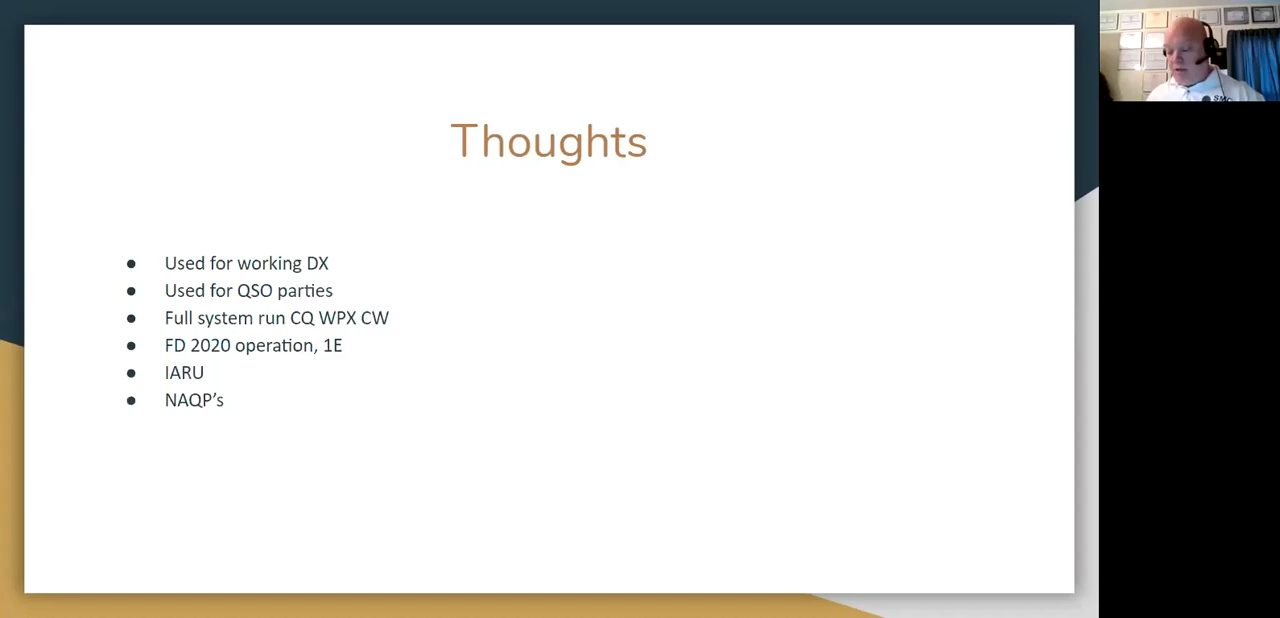 Thoughts
● Used for working DX
● Used for QSO parties
● Full system run CQ WPX CW
● FD 2020 operation, 1E
● IARU
● NAQP's